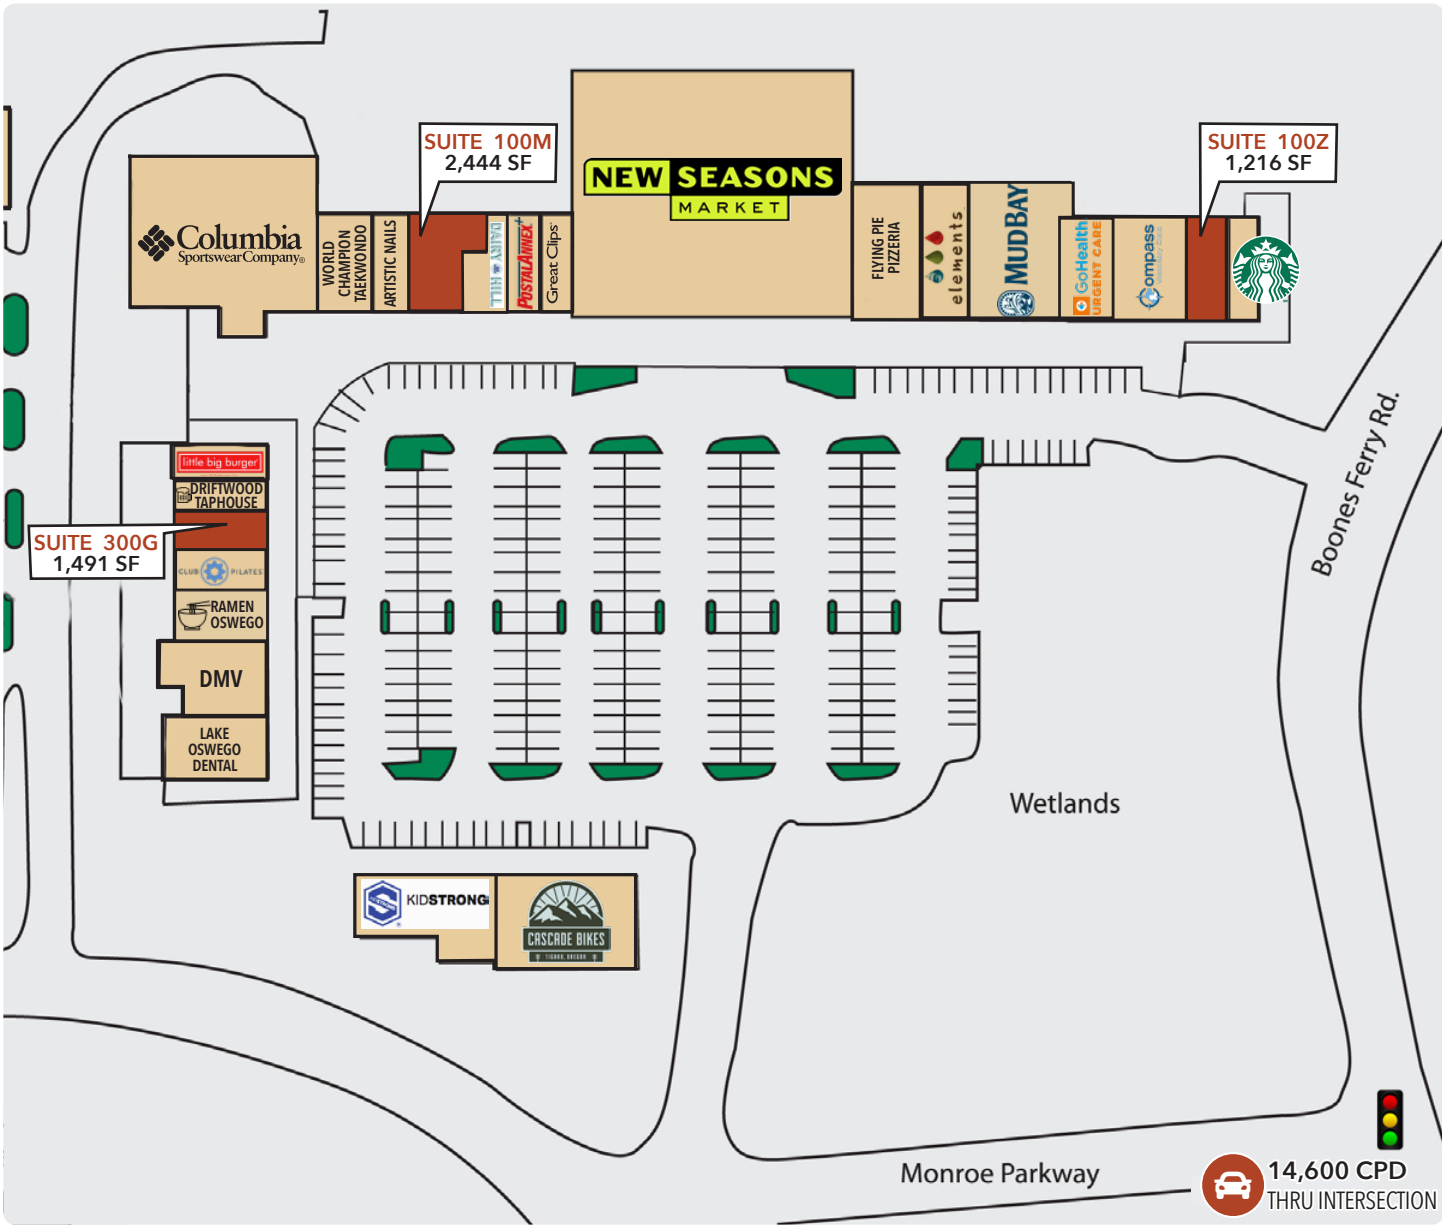 SUITE 100M
2,444 SF
SUITE 100Z
1,216 SF
NEW SEASONS
MARKET
Columbia
Sportswear Company®
WORLD
CHAMPION
TAEKWONDO
ARTISTIC NAILS
DAIRY HILL
POSTALANNEX+
Great Clips
FLYING PIE
PIZZERIA
elements
MUDBAY
GoHealth
URGENT CARE
Compass
little big burger
DRIFTWOOD
TAPHOUSE
SUITE 300G
1,491 SF
CLUB PILATES
RAMEN
OSWEGO
DMV
LAKE
OSWEGO
DENTAL
Boones Ferry Rd.
Wetlands
KIDSTRONG
CASCADE BIKES
TIGARD, OREGON
Monroe Parkway
14,600 CPD
THRU INTERSECTION